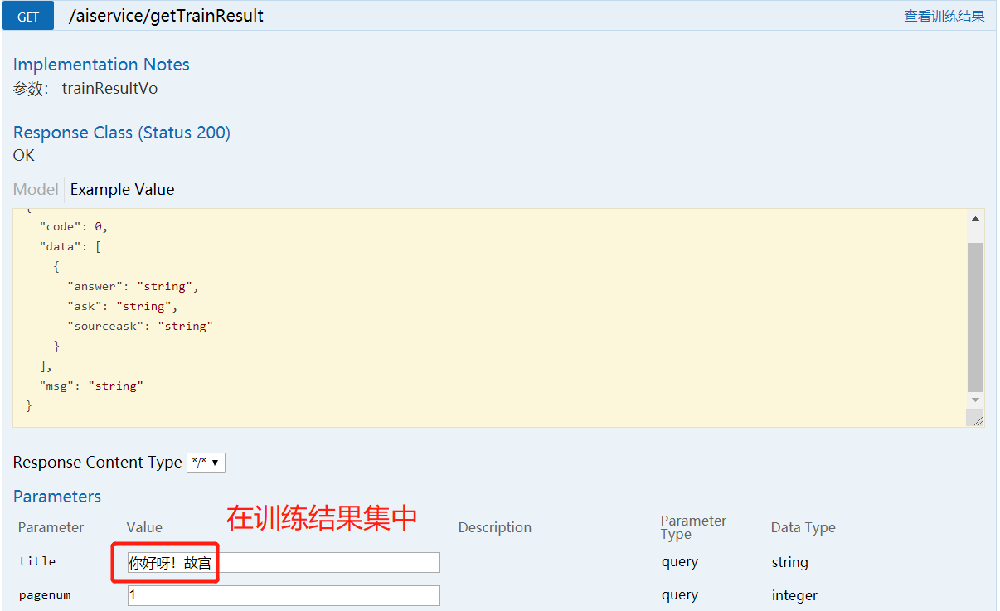 GET /aiservice/getTrainResult 查看训练结果
Implementation Notes
参数: trainResultVo
Response Class (Status 200)
OK
Model Example Value
{
"code": 0,
"data": [
{
"answer": "string",
"ask": "string",
"sourceask": "string"
}
],
"msg": "string"
}
Response Content Type */*
Parameters
在训练结果集中
Parameter Value Description Parameter Type Data Type
title 你好呀！故宫 query string
pagenum 1 query integer